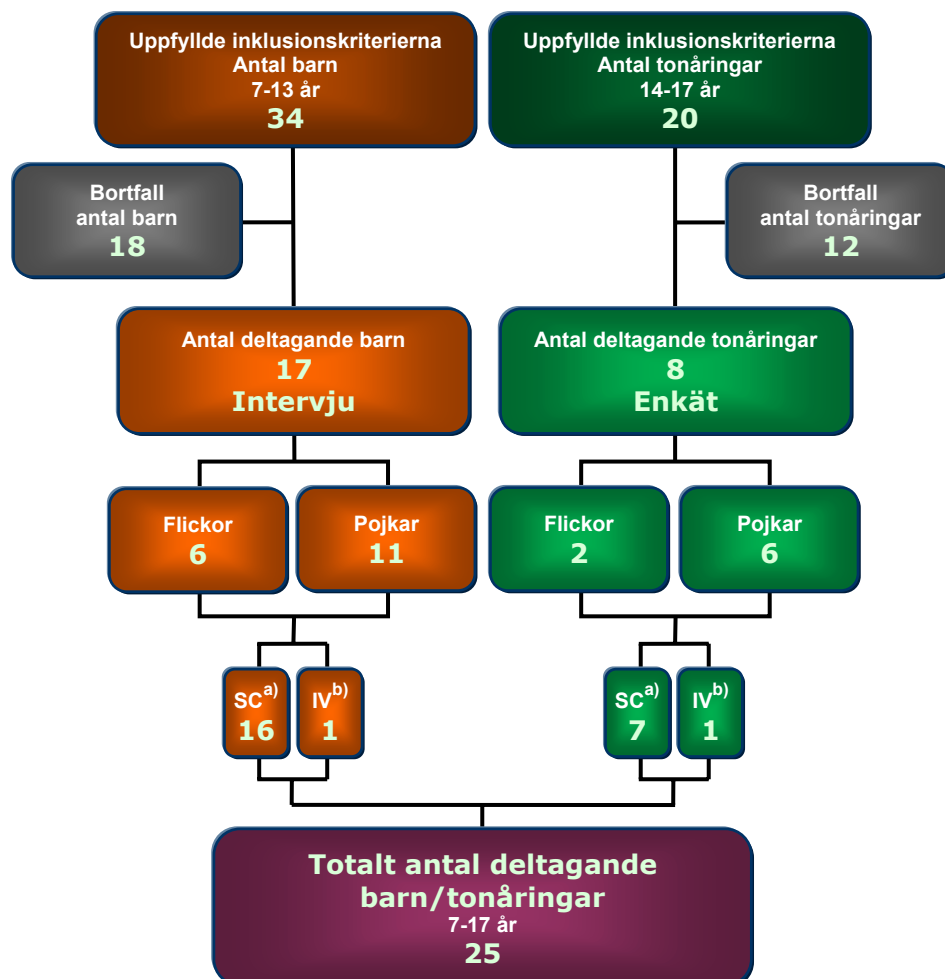 Uppfyllde inklusionskriterierna
Antal barn
7-13 år
34
Uppfyllde inklusionskriterierna
Antal tonåringar
14-17 år
20
Bortfall
antal barn
18
Bortfall
antal tonåringar
12
Antal deltagande barn
17
Intervju
Antal deltagande tonåringar
8
Enkät
Flickor
6
Pojkar
11
Flickor
2
Pojkar
6
SCa)
16
IVb)
1
SCa)
7
IVb)
1
Totalt antal deltagande
barn/tonåringar
7-17 år
25